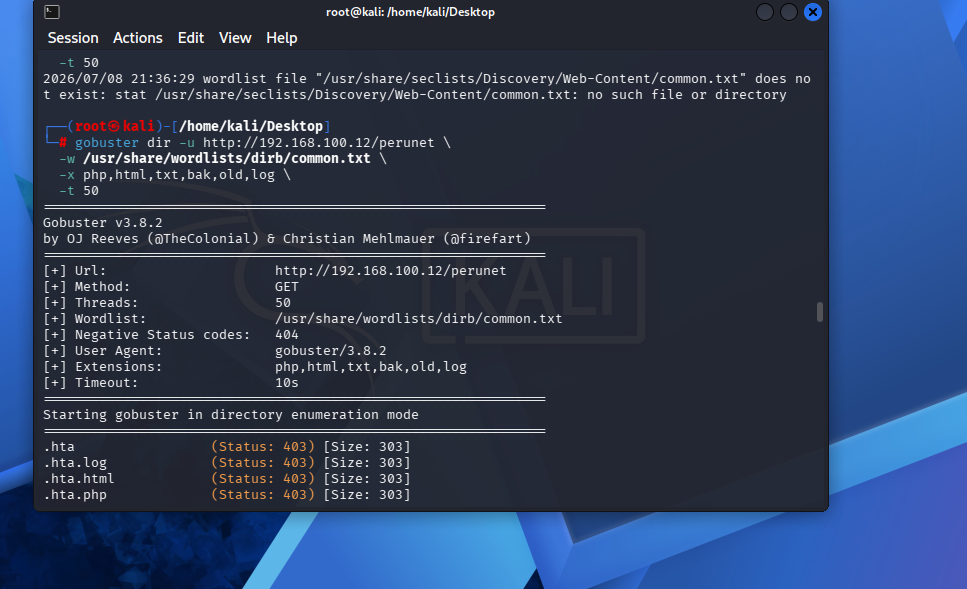 root@kali: /home/kali/Desktop
Session Actions Edit View Help
-t 50
2026/07/08 21:36:29 wordlist file "/usr/share/seclists/Discovery/Web-Content/common.txt" does no
t exist: stat /usr/share/seclists/Discovery/Web-Content/common.txt: no such file or directory
┌──(root㉿kali)-[/home/kali/Desktop]
└─# gobuster dir -u http://192.168.100.12/perunet \
-w /usr/share/wordlists/dirb/common.txt \
-x php,html,txt,bak,old,log \
-t 50
===============================================================
Gobuster v3.8.2
by OJ Reeves (@TheColonial) & Christian Mehlmauer (@firefart)
===============================================================
[+] Url: http://192.168.100.12/perunet
[+] Method: GET
[+] Threads: 50
[+] Wordlist: /usr/share/wordlists/dirb/common.txt
[+] Negative Status codes: 404
[+] User Agent: gobuster/3.8.2
[+] Extensions: php,html,txt,bak,old,log
[+] Timeout: 10s
===============================================================
Starting gobuster in directory enumeration mode
===============================================================
.hta (Status: 403) [Size: 303]
.hta.log (Status: 403) [Size: 303]
.hta.html (Status: 403) [Size: 303]
.hta.php (Status: 403) [Size: 303]
KALI